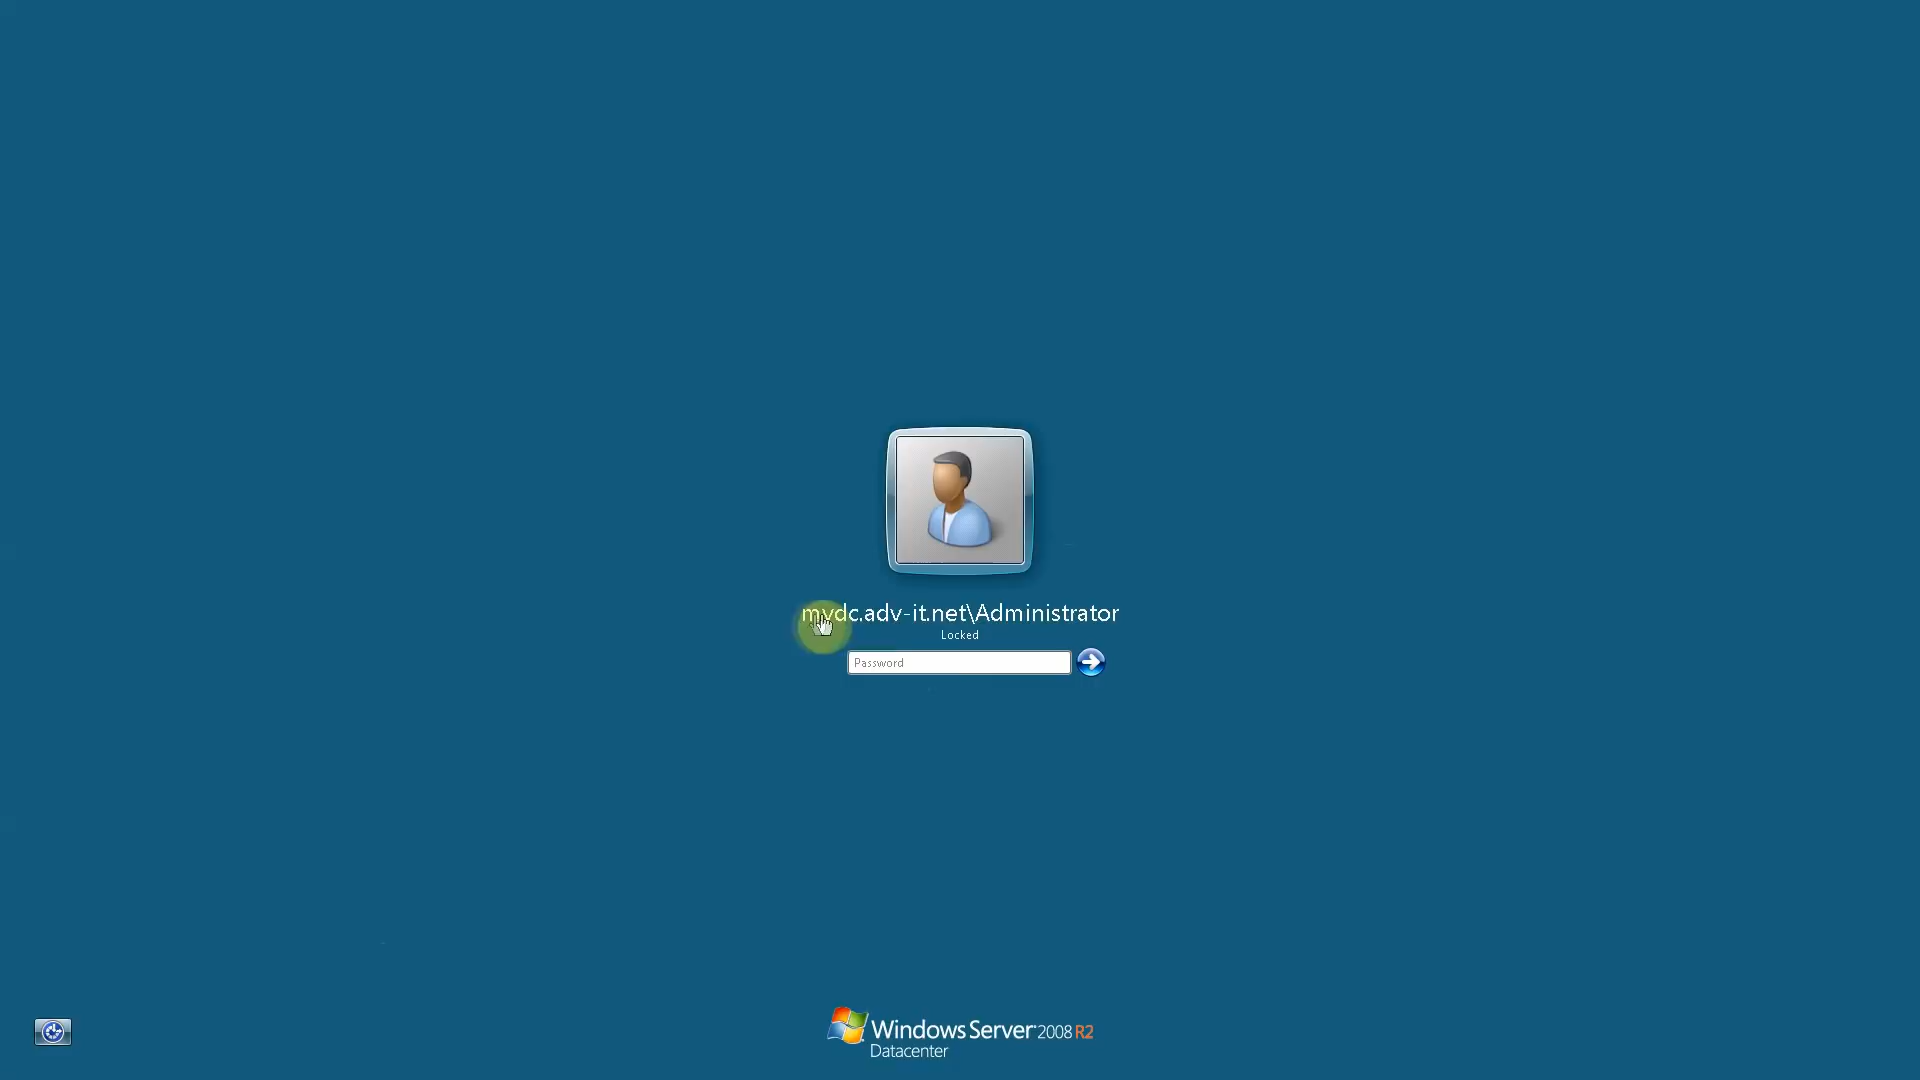 mydc.adv-it.net\Administrator
Locked
Password
Windows Server 2008 R2
Datacenter